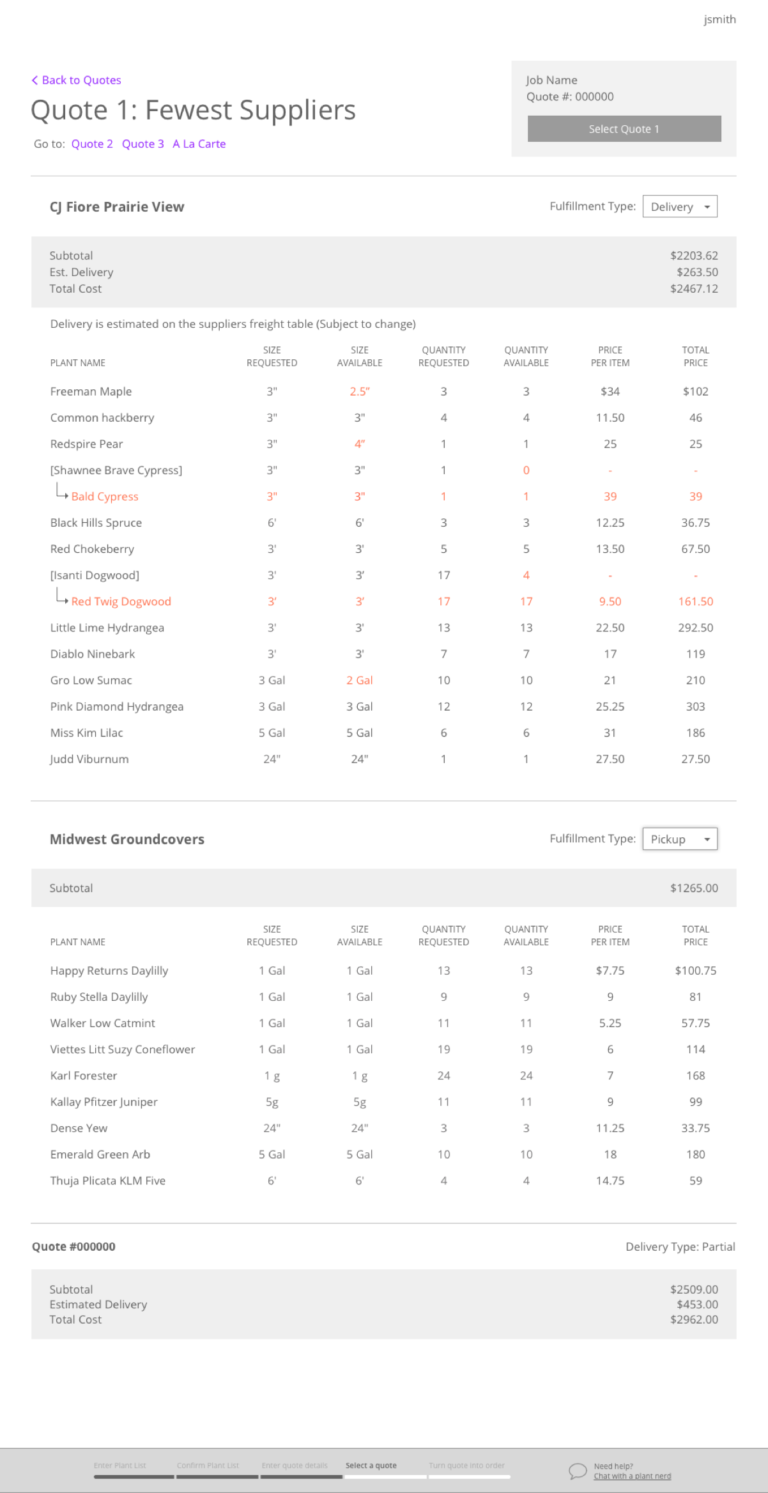 jsmith
Back to Quotes
Quote 1: Fewest Suppliers
Go to: Quote 2 Quote 3 A La Carte
Job Name
Quote #: 000000
Select Quote 1
CJ Fiore Prairie View
Fulfillment Type: Delivery
Subtotal $2203.62
Est. Delivery $263.50
Total Cost $2467.12
Delivery is estimated on the suppliers freight table (Subject to change)
SIZE SIZE QUANTITY QUANTITY PRICE TOTAL
PLANT NAME REQUESTED AVAILABLE REQUESTED AVAILABLE PER ITEM PRICE
Freeman Maple 3" 2.5" 3 3 $34 $102
Common hackberry 3" 3" 4 4 11.50 46
Redspire Pear 3" 4" 1 1 25 25
[Shawnee Brave Cypress] 3" 3" 1 0 - -
Bald Cypress 3" 3" 1 1 39 39
Black Hills Spruce 6' 6' 3 3 12.25 36.75
Red Chokeberry 3' 3' 5 5 13.50 67.50
[Isanti Dogwood] 3' 3' 17 4 - -
Red Twig Dogwood 3' 3' 17 17 9.50 161.50
Little Lime Hydrangea 3' 3' 13 13 22.50 292.50
Diablo Ninebark 3' 3' 7 7 17 119
Gro Low Sumac 3 Gal 2 Gal 10 10 21 210
Pink Diamond Hydrangea 3 Gal 3 Gal 12 12 25.25 303
Miss Kim Lilac 5 Gal 5 Gal 6 6 31 186
Judd Viburnum 24" 24" 1 1 27.50 27.50
Midwest Groundcovers
Fulfillment Type: Pickup
Subtotal $1265.00
SIZE SIZE QUANTITY QUANTITY PRICE TOTAL
PLANT NAME REQUESTED AVAILABLE REQUESTED AVAILABLE PER ITEM PRICE
Happy Returns Daylilly 1 Gal 1 Gal 13 13 $7.75 $100.75
Ruby Stella Daylilly 1 Gal 1 Gal 9 9 9 81
Walker Low Catmint 1 Gal 1 Gal 11 11 5.25 57.75
Viettes Litt Suzy Coneflower 1 Gal 1 Gal 19 19 6 114
Karl Forester 1 g 1 g 24 24 7 168
Kallay Pfitzer Juniper 5g 5g 11 11 9 99
Dense Yew 24" 24" 3 3 11.25 33.75
Emerald Green Arb 5 Gal 5 Gal 10 10 18 180
Thuja Plicata KLM Five 6' 6' 4 4 14.75 59
Quote #000000 Delivery Type: Partial
Subtotal $2509.00
Estimated Delivery $453.00
Total Cost $2962.00
Enter Plant List Confirm Plant List Enter quote details Select a quote Turn quote into order
Need help?
Chat with a plant nerd